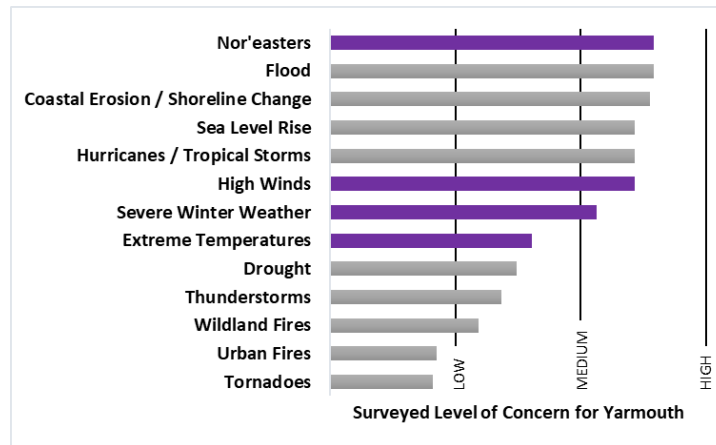 Nor'easters
Flood
Coastal Erosion / Shoreline Change
Sea Level Rise
Hurricanes / Tropical Storms
High Winds
Severe Winter Weather
Extreme Temperatures
Drought
Thunderstorms
Wildland Fires
Urban Fires
Tornadoes
LOW
MEDIUM
HIGH
Surveyed Level of Concern for Yarmouth